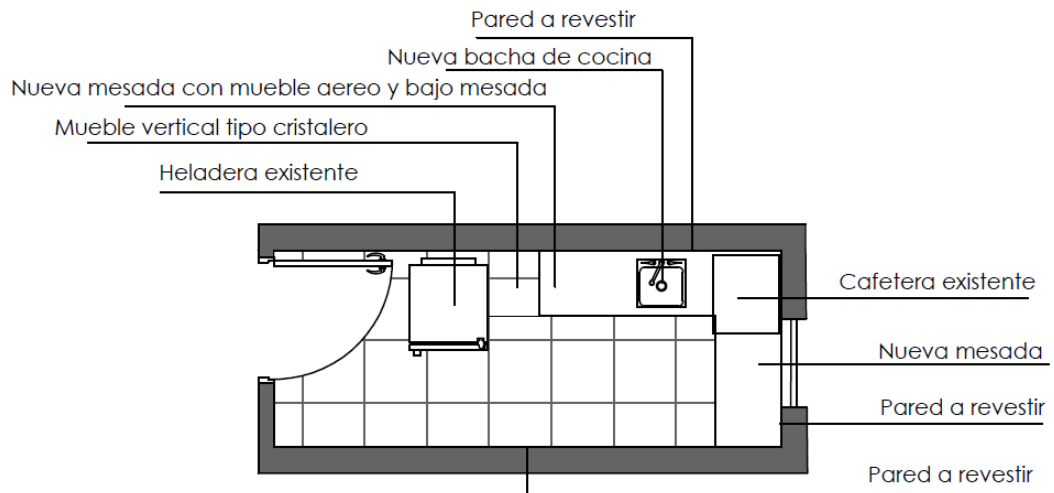 Pared a revestir
Nueva bacha de cocina
Nueva mesada con mueble aereo y bajo mesada
Mueble vertical tipo cristalero
Heladera existente
Cafetera existente
Nueva mesada
Pared a revestir
Pared a revestir